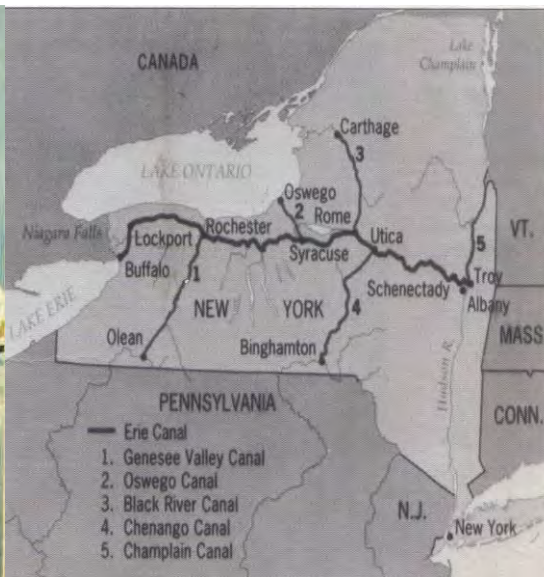 CANADA
Lake
Champlain
Carthage
3
LAKE ONTARIO
Oswego
2
Rome
Niagara Falls
Lockport
Rochester
Utica
5
VT.
Buffalo
1
Syracuse
Schenectady
Troy
Albany
LAKE ERIE
NEW YORK
4
MASS
Olean
Binghamton
Hudson R.
PENNSYLVANIA
CONN.
Erie Canal
1. Genesee Valley Canal
2. Oswego Canal
3. Black River Canal
4. Chenango Canal
5. Champlain Canal
N.J.
New York